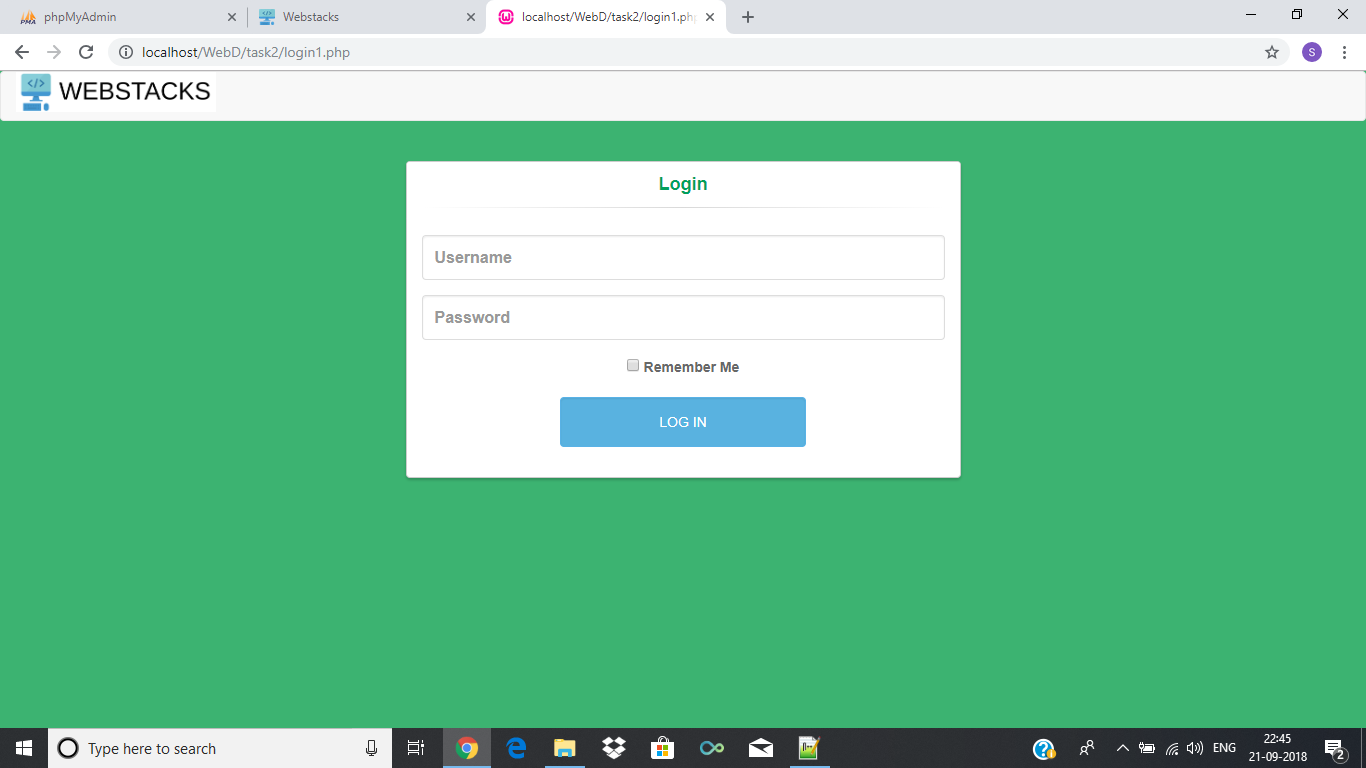 phpMyAdmin
Webstacks
localhost/WebD/task2/login1.php
localhost/WebD/task2/login1.php
S
</> WEBSTACKS
Login
Username
Password
Remember Me
LOG IN
Type here to search
ENG
22:45
21-09-2018
2